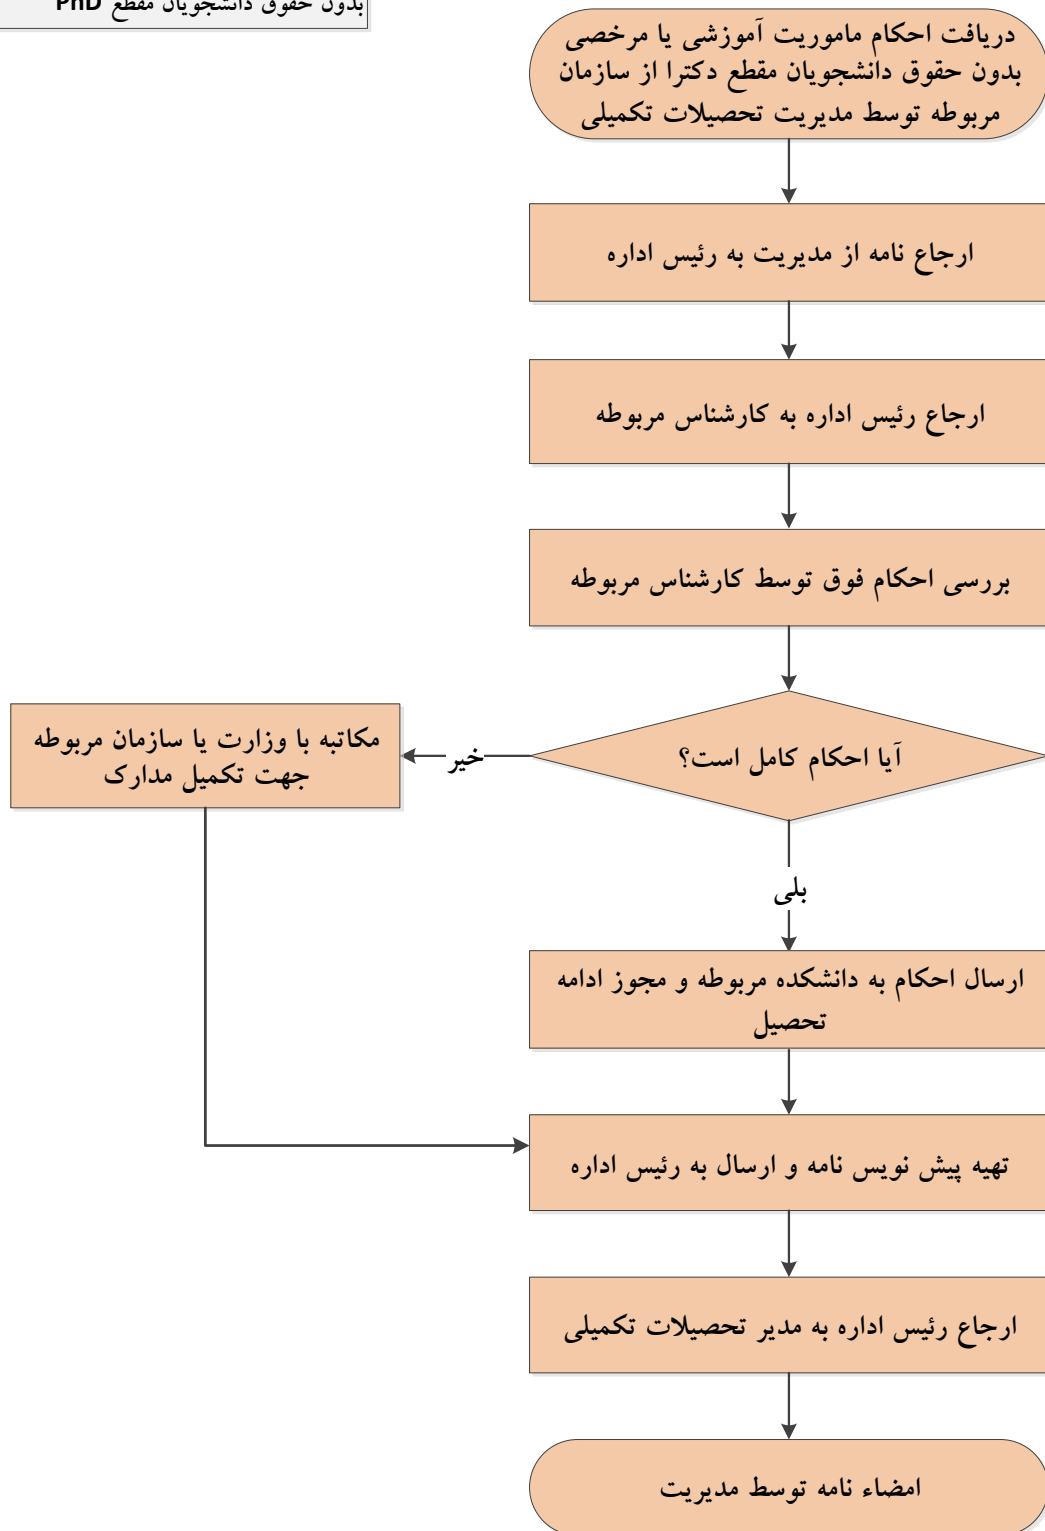 بدون حقوق دانشجویان مقطع PhD
دریافت احکام ماموریت آموزشی یا مرخصی
بدون حقوق دانشجویان مقطع دکترا از سازمان
مربوطه توسط مدیریت تحصیلات تکمیلی
ارجاع نامه از مدیریت به رئیس اداره
ارجاع رئیس اداره به کارشناس مربوطه
بررسی احکام فوق توسط کارشناس مربوطه
آیا احکام کامل است؟
خیر
مکاتبه با وزارت یا سازمان مربوطه
جهت تکمیل مدارک
بلی
ارسال احکام به دانشکده مربوطه و مجوز ادامه
تحصیل
تهیه پیش نویس نامه و ارسال به رئیس اداره
ارجاع رئیس اداره به مدیر تحصیلات تکمیلی
امضاء نامه توسط مدیریت